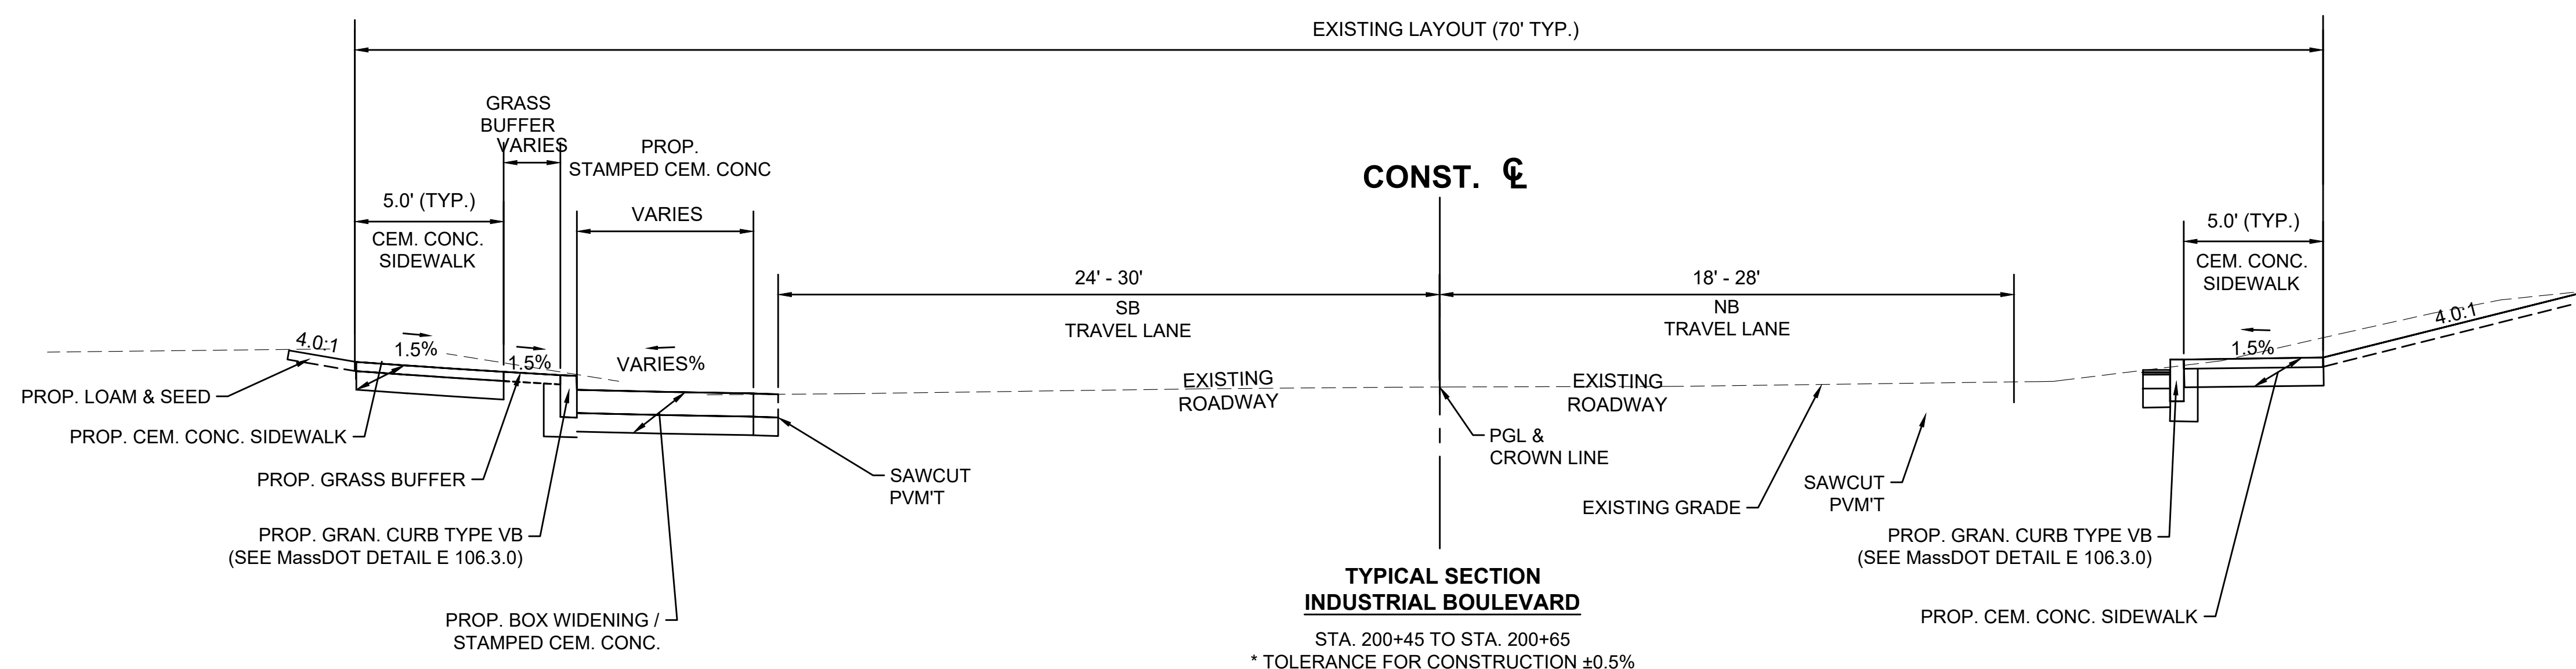 EXISTING LAYOUT (70' TYP.)
GRASS
BUFFER
VARIES
PROP.
STAMPED CEM. CONC
CONST. ℄
5.0' (TYP.)
CEM. CONC.
SIDEWALK
VARIES
5.0' (TYP.)
CEM. CONC.
SIDEWALK
24' - 30'
SB
TRAVEL LANE
18' - 28'
NB
TRAVEL LANE
4.0:1
1.5%
1.5%
VARIES%
EXISTING
ROADWAY
EXISTING
ROADWAY
1.5%
4.0:1
PROP. LOAM & SEED
PROP. CEM. CONC. SIDEWALK
PROP. GRASS BUFFER
PROP. GRAN. CURB TYPE VB
(SEE MassDOT DETAIL E 106.3.0)
PROP. BOX WIDENING /
STAMPED CEM. CONC.
SAWCUT
PVM'T
PGL &
CROWN LINE
EXISTING GRADE
SAWCUT
PVM'T
PROP. GRAN. CURB TYPE VB
(SEE MassDOT DETAIL E 106.3.0)
PROP. CEM. CONC. SIDEWALK
TYPICAL SECTION
INDUSTRIAL BOULEVARD
STA. 200+45 TO STA. 200+65
* TOLERANCE FOR CONSTRUCTION ±0.5%